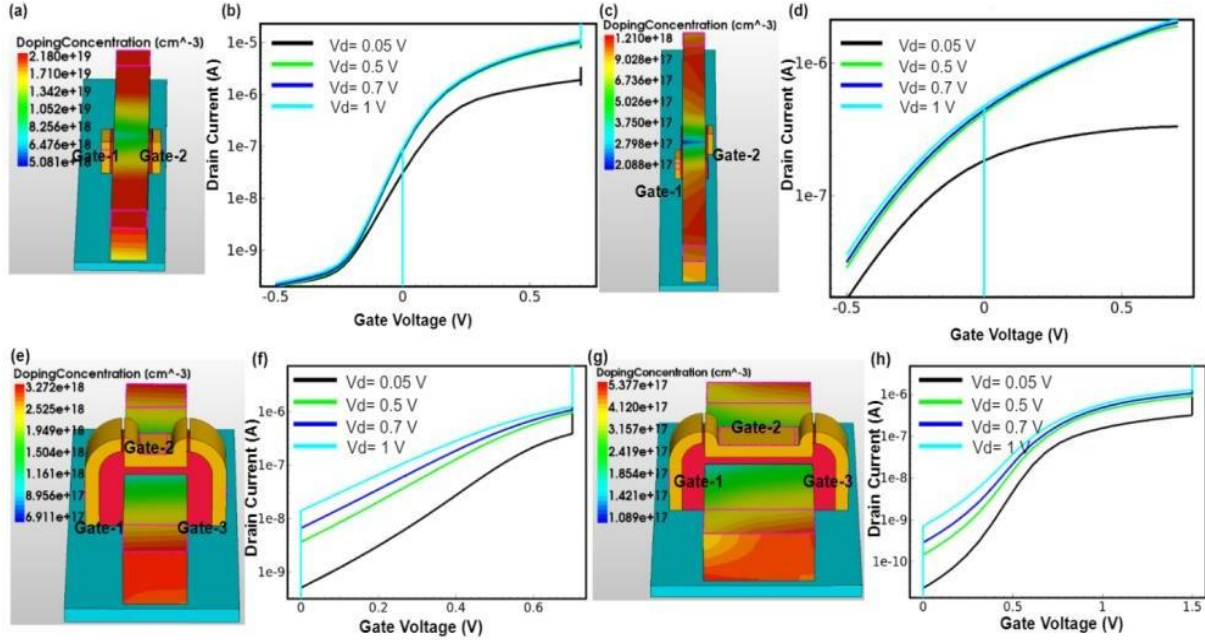 (a)
DopingConcentration (cm^-3)
2.180e+19
1.710e+19
1.342e+19
1.052e+19
8.256e+18
6.476e+18
5.081e+18
Gate-1
Gate-2
(b)
Drain Current (A)
1e-5
1e-6
1e-7
1e-8
1e-9
Vd= 0.05 V
Vd= 0.5 V
Vd= 0.7 V
Vd= 1 V
-0.5
0
0.5
Gate Voltage (V)
(c)
DopingConcentration (cm^-3)
1.210e+18
9.028e+17
6.736e+17
5.026e+17
3.750e+17
2.798e+17
2.088e+17
Gate-2
Gate-1
(d)
Drain Current (A)
1e-6
1e-7
Vd= 0.05 V
Vd= 0.5 V
Vd= 0.7 V
Vd= 1 V
-0.5
0
0.5
Gate Voltage (V)
(e)
DopingConcentration (cm^-3)
3.272e+18
2.525e+18
1.949e+18
1.504e+18
1.161e+18
8.956e+17
6.911e+17
Gate-2
Gate-1
Gate-3
(f)
Drain Current (A)
1e-6
1e-7
1e-8
1e-9
Vd= 0.05 V
Vd= 0.5 V
Vd= 0.7 V
Vd= 1 V
0
0.2
0.4
0.6
Gate Voltage (V)
(g)
DopingConcentration (cm^-3)
5.377e+17
4.120e+17
3.157e+17
2.419e+17
1.854e+17
1.421e+17
1.089e+17
Gate-2
Gate-1
Gate-3
(h)
Drain Current (A)
1e-6
1e-7
1e-8
1e-9
1e-10
Vd= 0.05 V
Vd= 0.5 V
Vd= 0.7 V
Vd= 1 V
0
0.5
1
1.5
Gate Voltage (V)